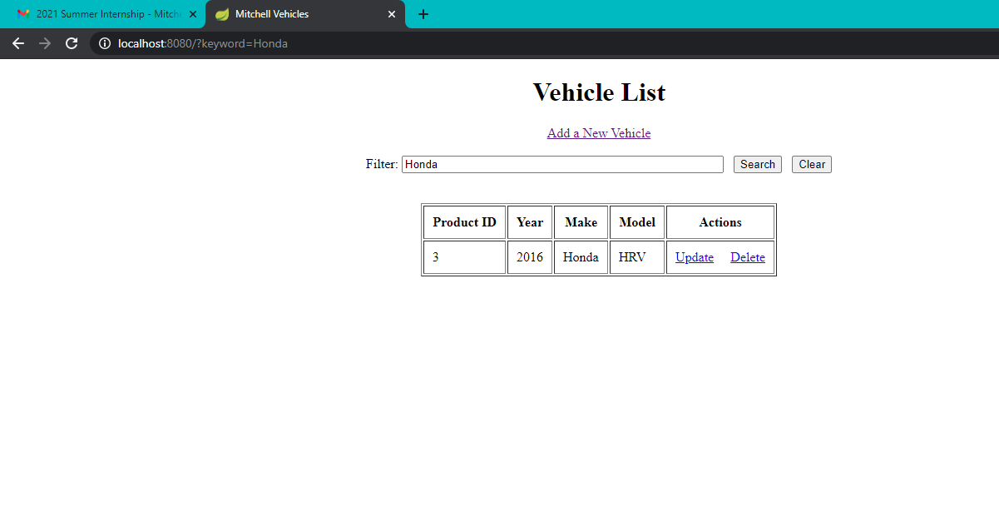 2021 Summer Internship - Mitch
Mitchell Vehicles
localhost:8080/?keyword=Honda
Vehicle List
Add a New Vehicle
Filter: Honda Search Clear
Product ID Year Make Model Actions
3 2016 Honda HRV Update Delete